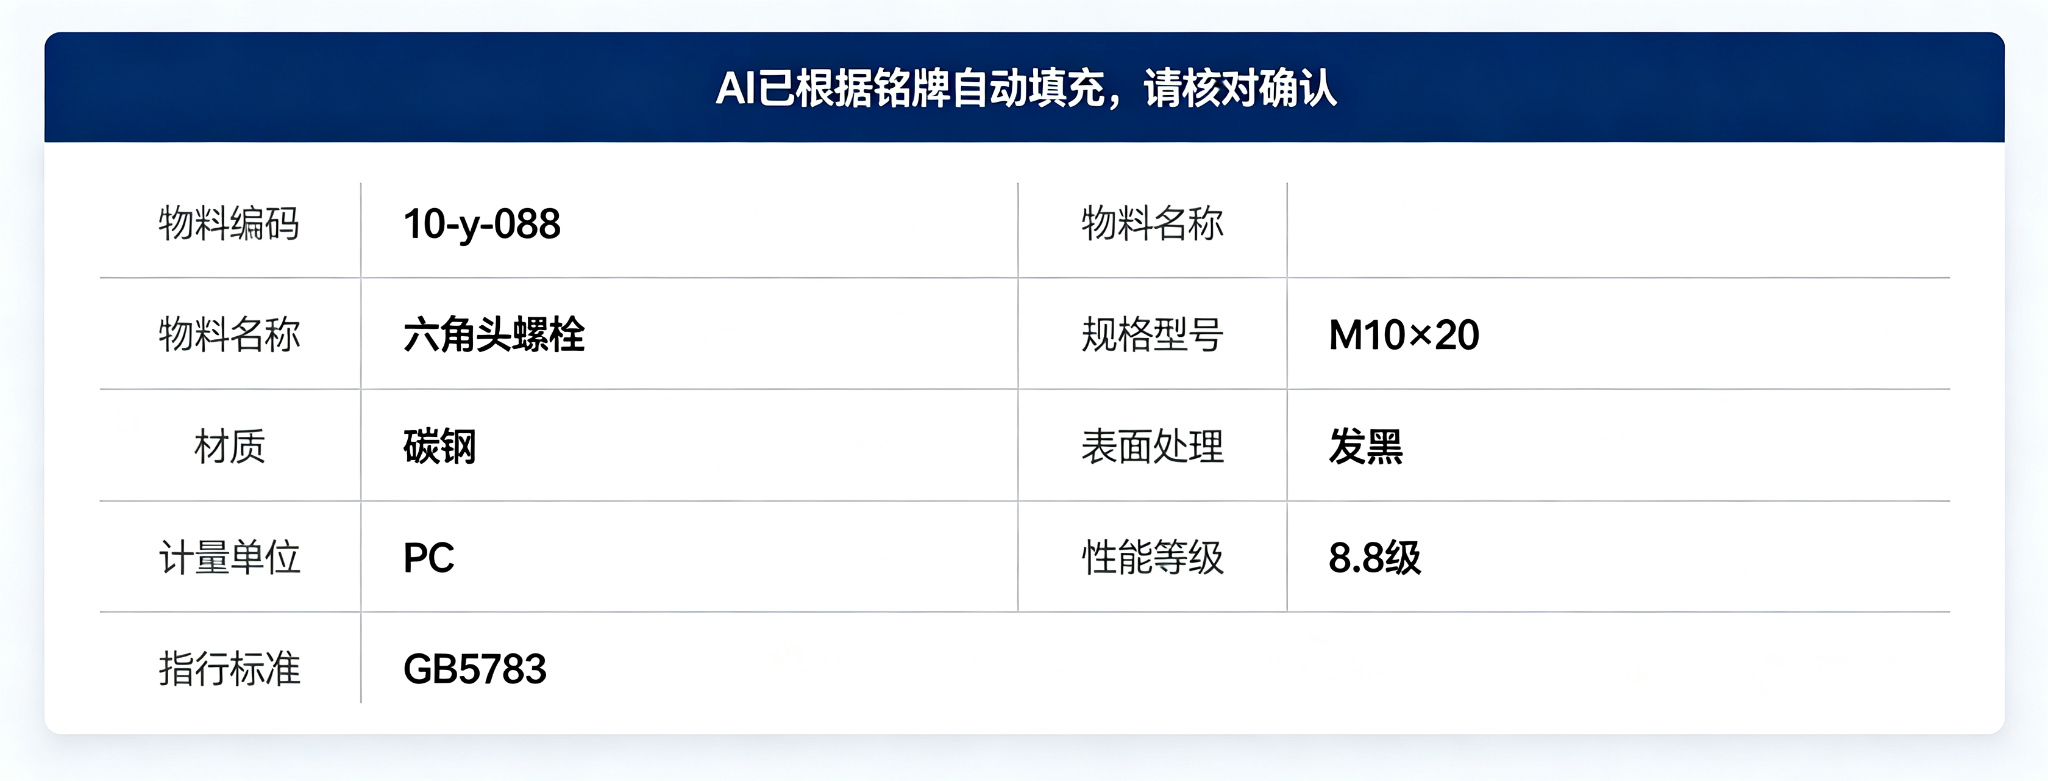 AI已根据铭牌自动填充，请核对确认
物料编码 10-y-088 物料名称
物料名称 六角头螺栓 规格型号 M10×20
材质 碳钢 表面处理 发黑
计量单位 PC 性能等级 8.8级
指行标准 GB5783